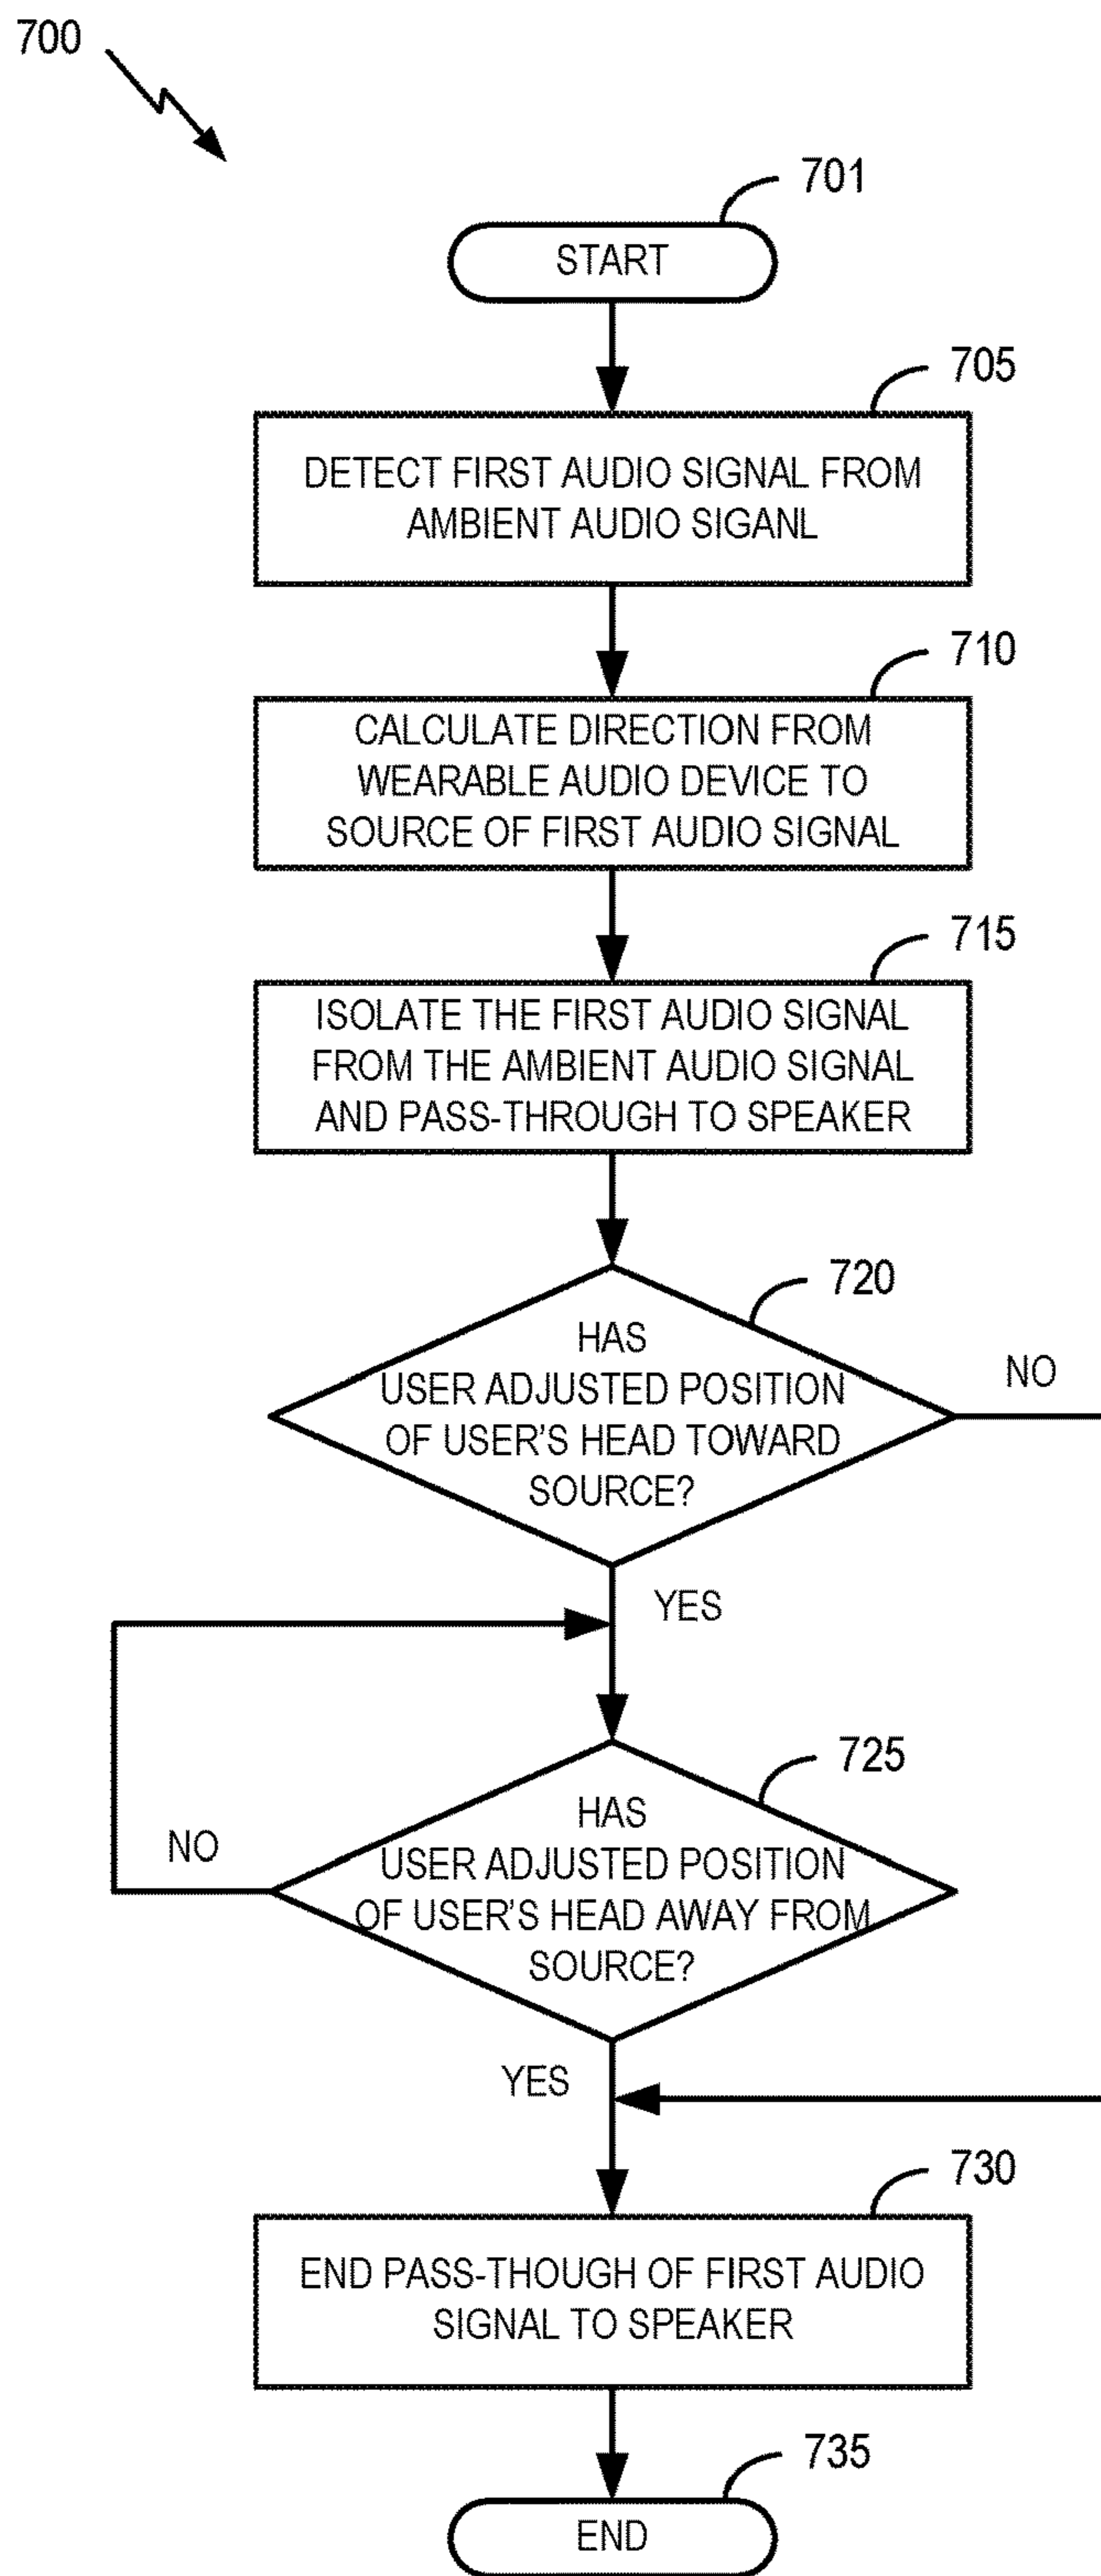 700
701
START
705
DETECT FIRST AUDIO SIGNAL FROM
AMBIENT AUDIO SIGANL
710
CALCULATE DIRECTION FROM
WEARABLE AUDIO DEVICE TO
SOURCE OF FIRST AUDIO SIGNAL
715
ISOLATE THE FIRST AUDIO SIGNAL
FROM THE AMBIENT AUDIO SIGNAL
AND PASS-THROUGH TO SPEAKER
720
HAS
USER ADJUSTED POSITION
OF USER'S HEAD TOWARD
SOURCE?
NO
YES
725
HAS
USER ADJUSTED POSITION
OF USER'S HEAD AWAY FROM
SOURCE?
NO
YES
730
END PASS-THOUGH OF FIRST AUDIO
SIGNAL TO SPEAKER
735
END